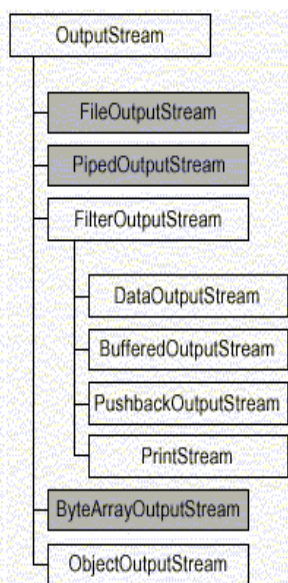 OutputStream
FileOutputStream
PipedOutputStream
FilterOutputStream
DataOutputStream
BufferedOutputStream
PushbackOutputStream
PrintStream
ByteArrayOutputStream
ObjectOutputStream